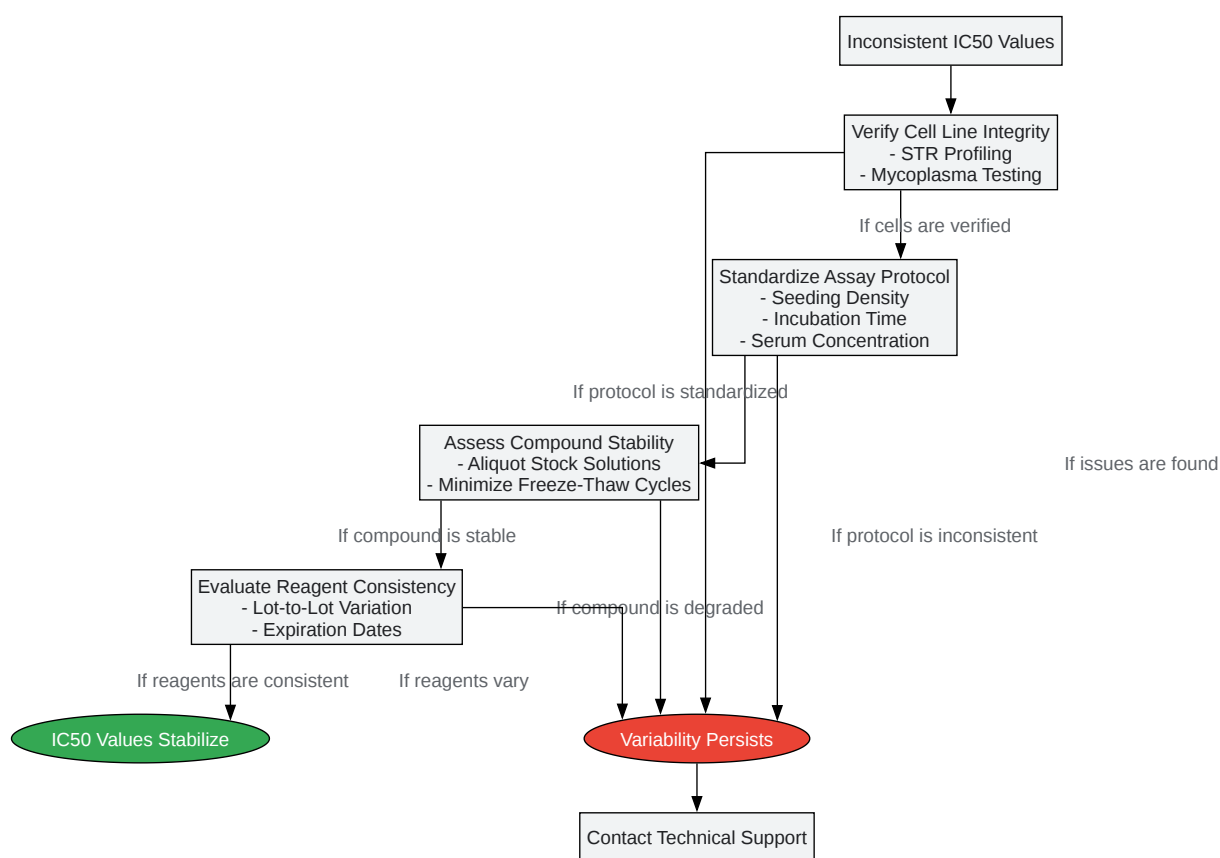 Inconsistent IC50 Values
Verify Cell Line Integrity
- STR Profiling
- Mycoplasma Testing
If cells are verified
Standardize Assay Protocol
- Seeding Density
- Incubation Time
- Serum Concentration
If protocol is standardized
Assess Compound Stability
- Aliquot Stock Solutions
- Minimize Freeze-Thaw Cycles
If issues are found
If compound is stable
If protocol is inconsistent
Evaluate Reagent Consistency
- Lot-to-Lot Variation
- Expiration Dates
If compound is degraded
If reagents are consistent
If reagents vary
IC50 Values Stabilize
Variability Persists
Contact Technical Support